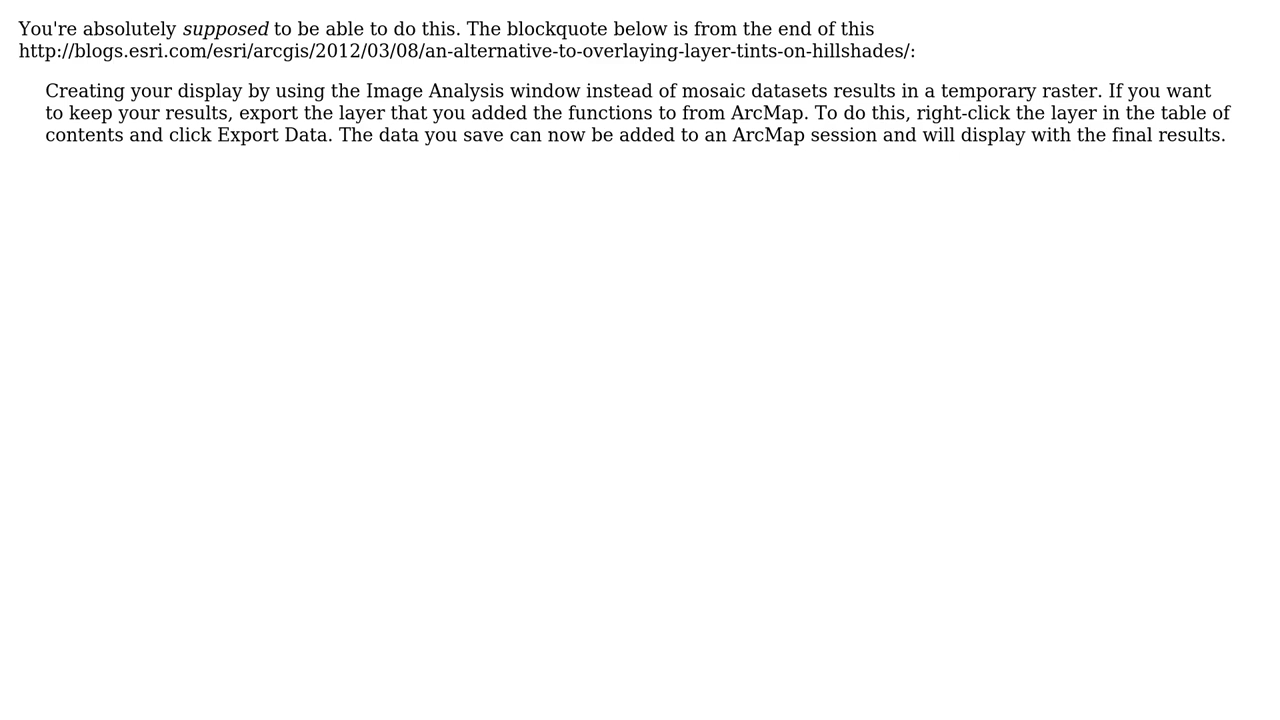 You're absolutely supposed to be able to do this. The blockquote below is from the end of this
http://blogs.esri.com/esri/arcgis/2012/03/08/an-alternative-to-overlaying-layer-tints-on-hillshades/:
Creating your display by using the Image Analysis window instead of mosaic datasets results in a temporary raster. If you want
to keep your results, export the layer that you added the functions to from ArcMap. To do this, right-click the layer in the table of
contents and click Export Data. The data you save can now be added to an ArcMap session and will display with the final results.